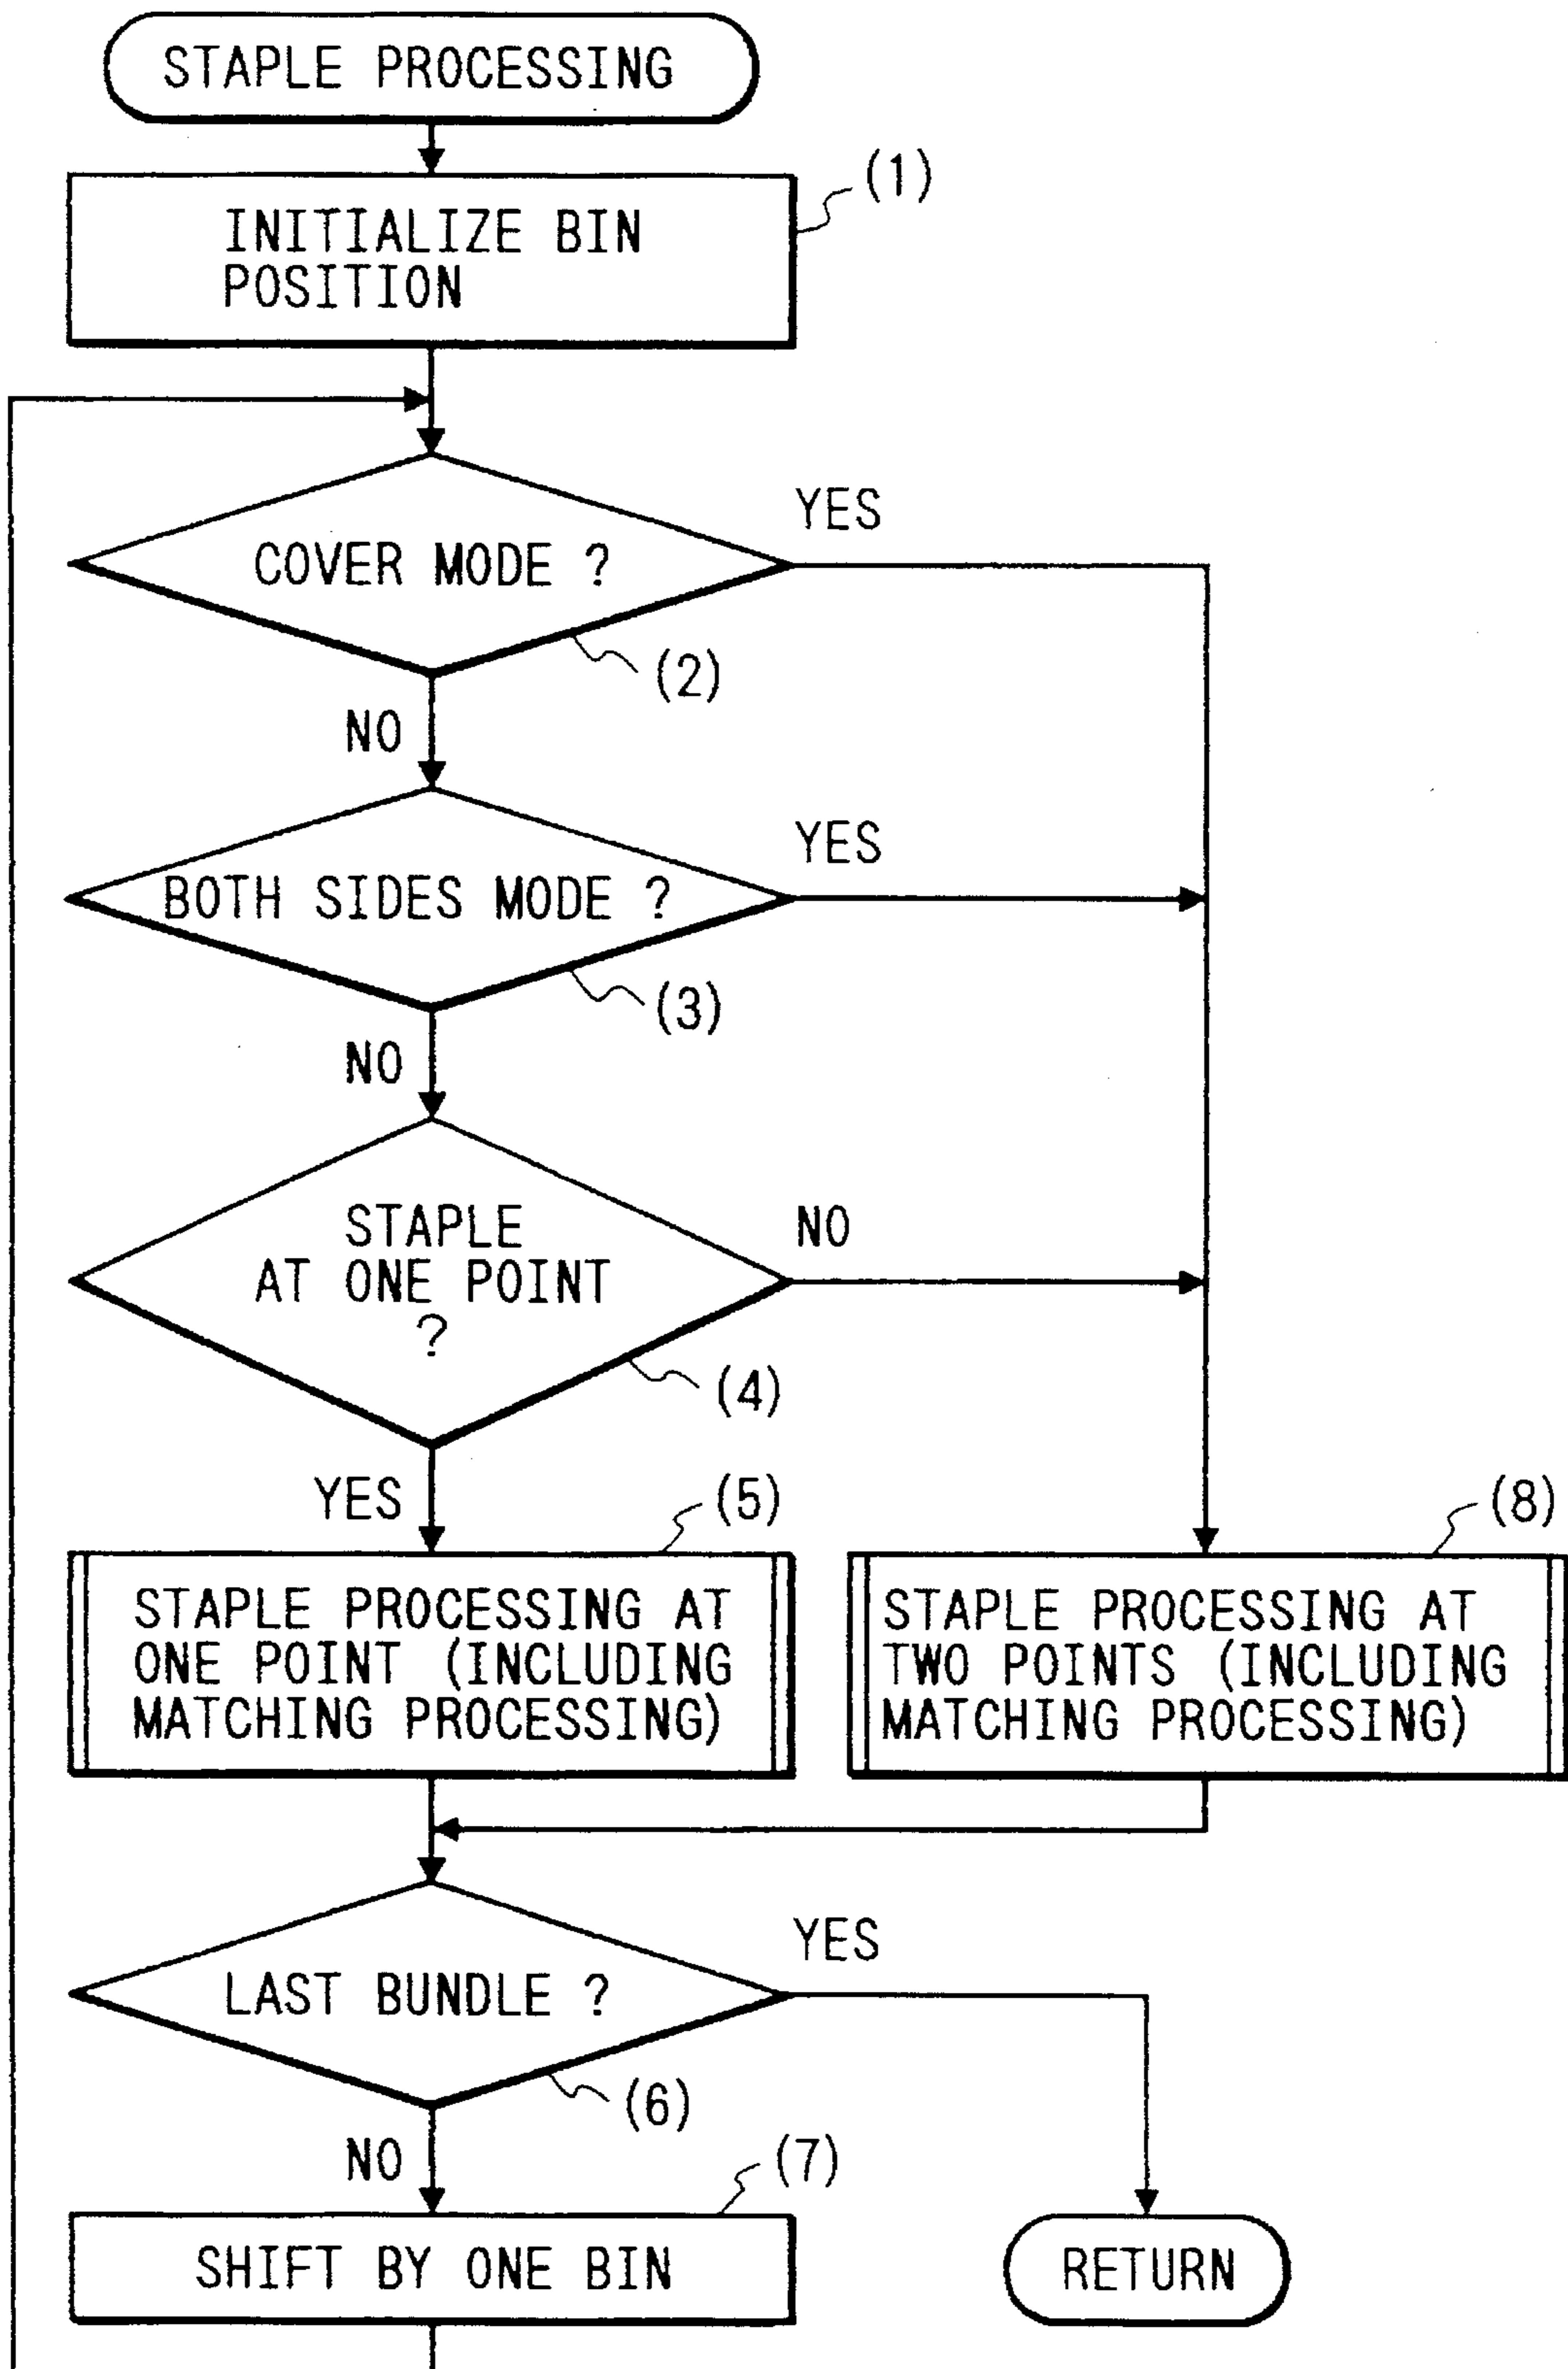 STAPLE PROCESSING
(1)
INITIALIZE BIN
POSITION
YES
COVER MODE ?
(2)
NO
YES
BOTH SIDES MODE ?
(3)
NO
STAPLE
AT ONE POINT
?
NO
(4)
YES
(5)
(8)
STAPLE PROCESSING AT
ONE POINT (INCLUDING
MATCHING PROCESSING)
STAPLE PROCESSING AT
TWO POINTS (INCLUDING
MATCHING PROCESSING)
YES
LAST BUNDLE ?
(6)
NO
(7)
SHIFT BY ONE BIN
RETURN